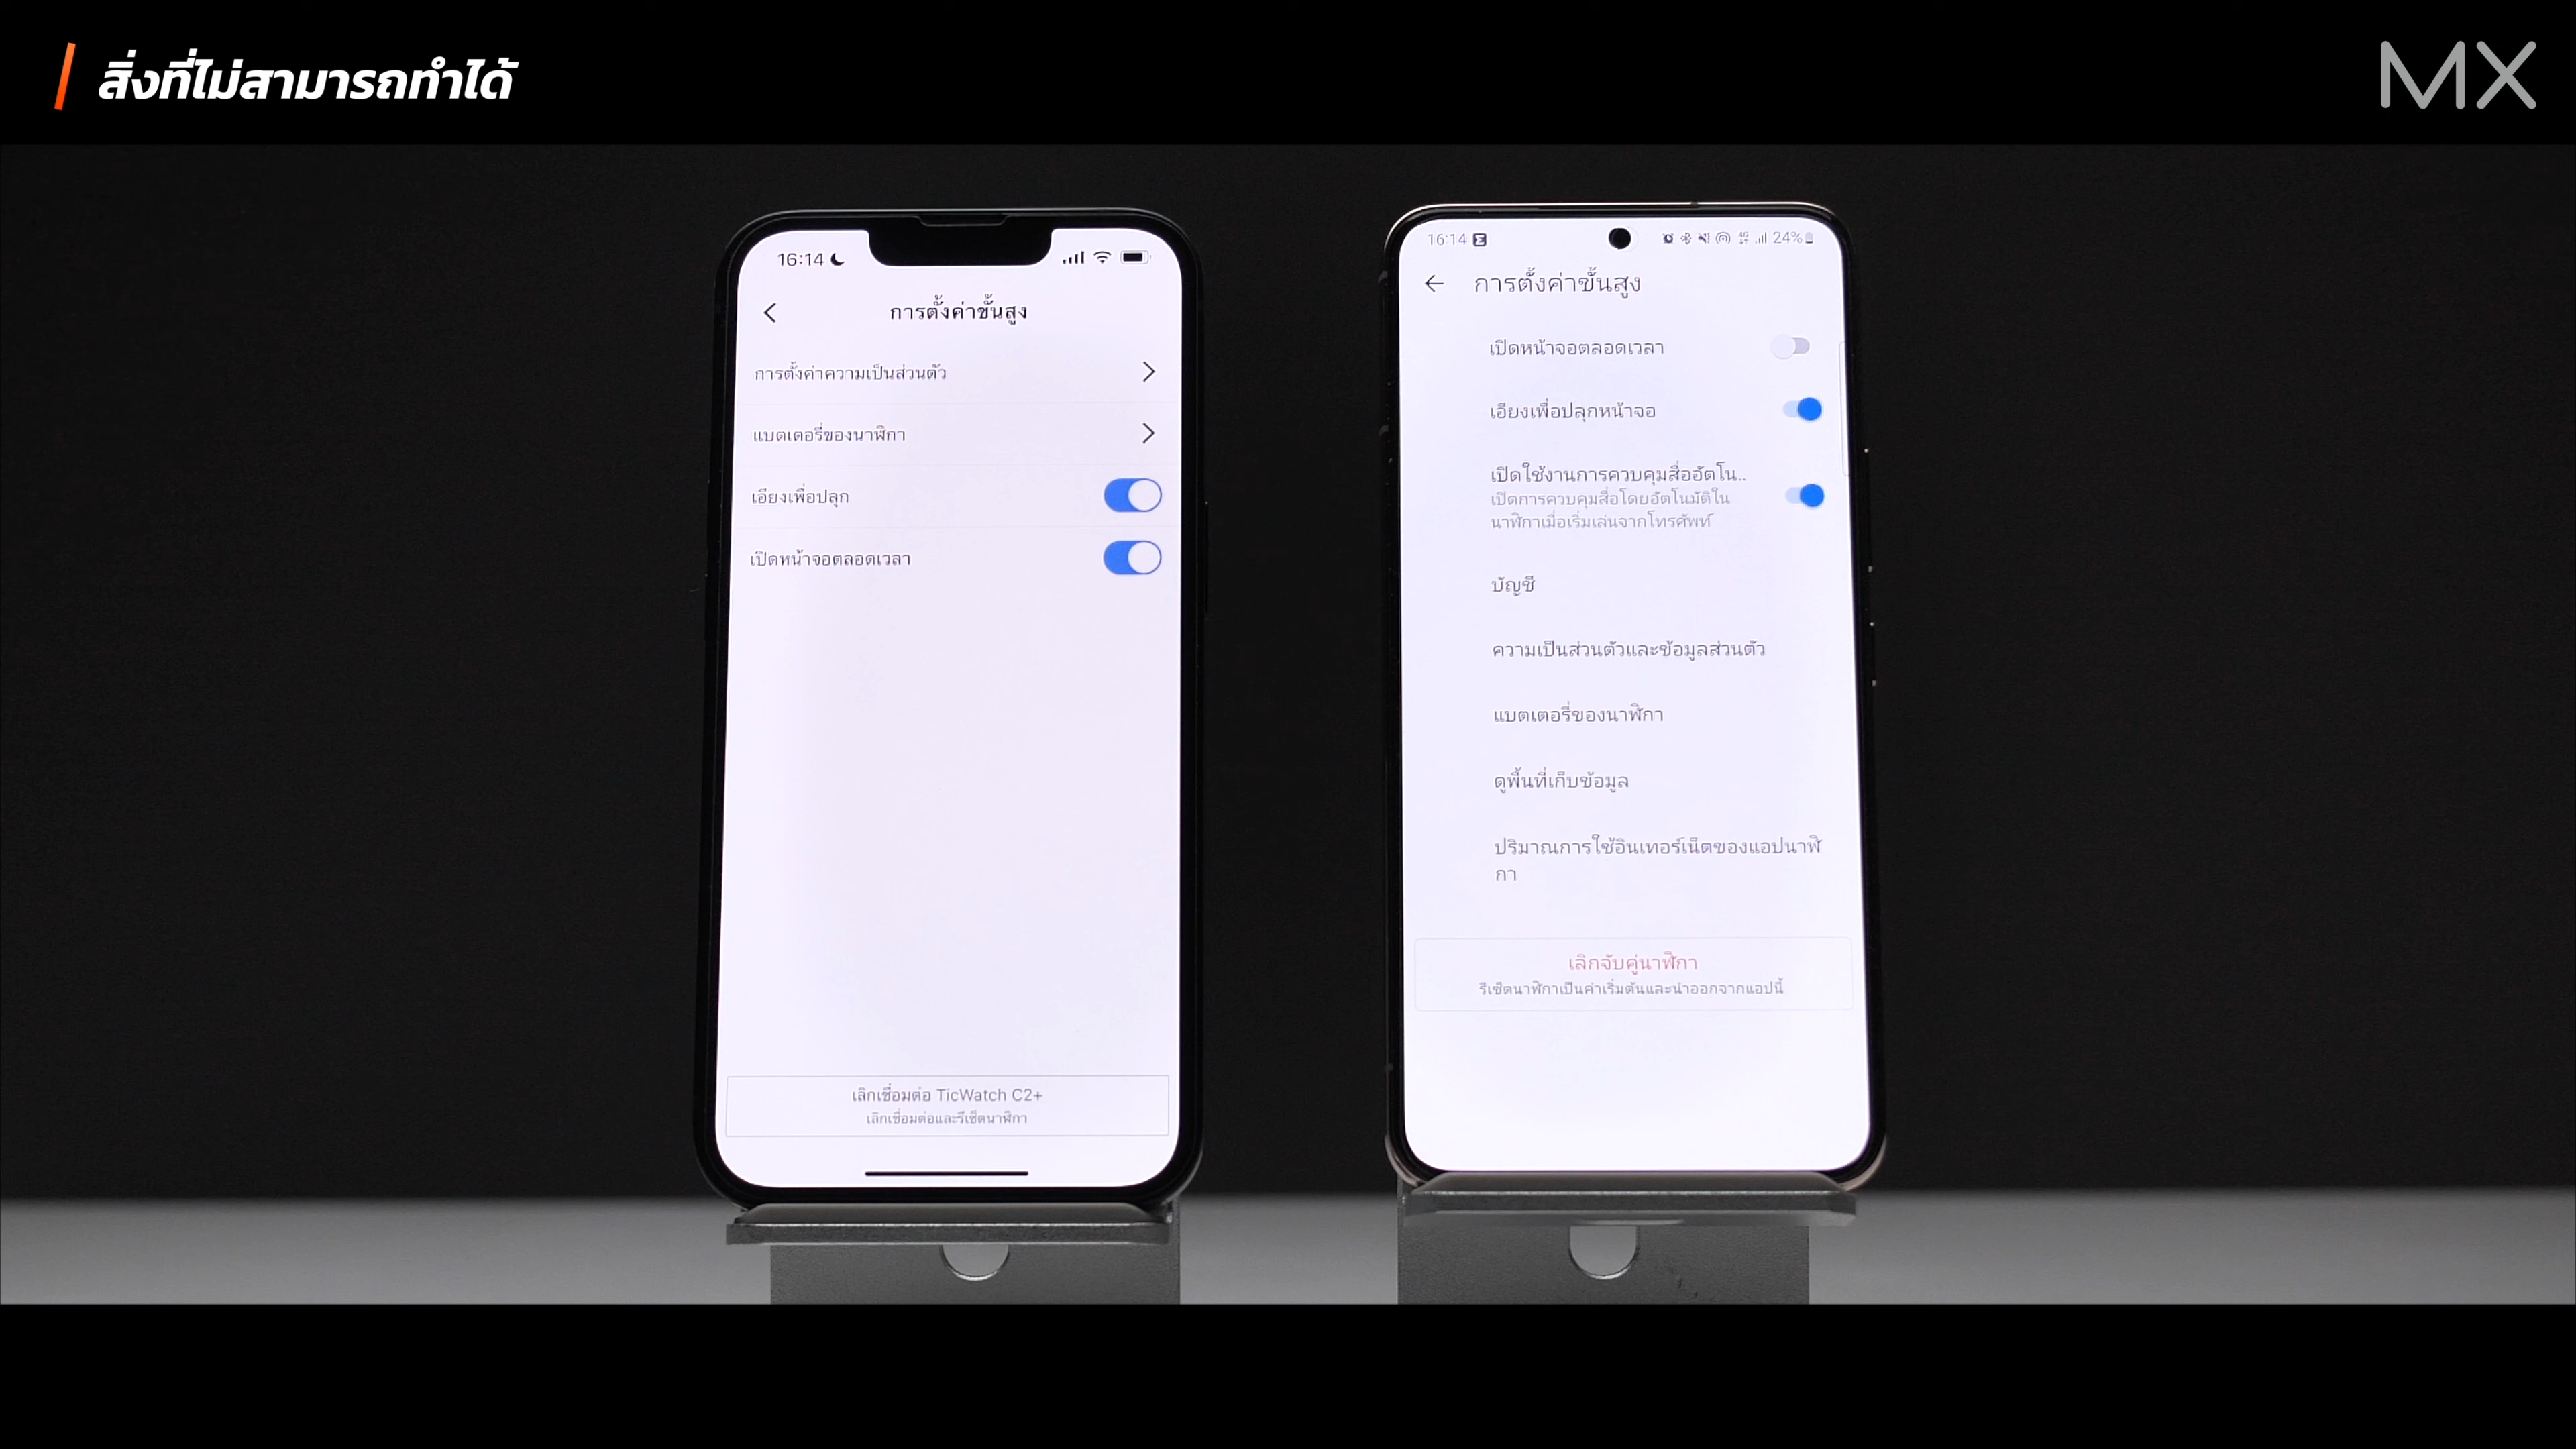 สิ่งที่ไม่สามารถทำได้
MX
16:14
การตั้งค่าขั้นสูง
การตั้งค่าความเป็นส่วนตัว
แบตเตอรี่ของนาฬิกา
เอียงเพื่อปลุก
เปิดหน้าจอตลอดเวลา
เลิกเชื่อมต่อ TicWatch C2+
เลิกเชื่อมต่อและรีเซ็ตนาฬิกา
16:14
24%
การตั้งค่าขั้นสูง
เปิดหน้าจอตลอดเวลา
เอียงเพื่อปลุกหน้าจอ
เปิดใช้งานการควบคุมสื่ออัตโน..
เปิดการควบคุมสื่อโดยอัตโนมัติใน
นาฬิกาเมื่อเริ่มเล่นจากโทรศัพท์
บัญชี
ความเป็นส่วนตัวและข้อมูลส่วนตัว
แบตเตอรี่ของนาฬิกา
ดูพื้นที่เก็บข้อมูล
ปริมาณการใช้อินเทอร์เน็ตของแอปนาฬิ
กา
เลิกจับคู่นาฬิกา
รีเซ็ตนาฬิกาเป็นค่าเริ่มต้นและนำออกจากแอปนี้